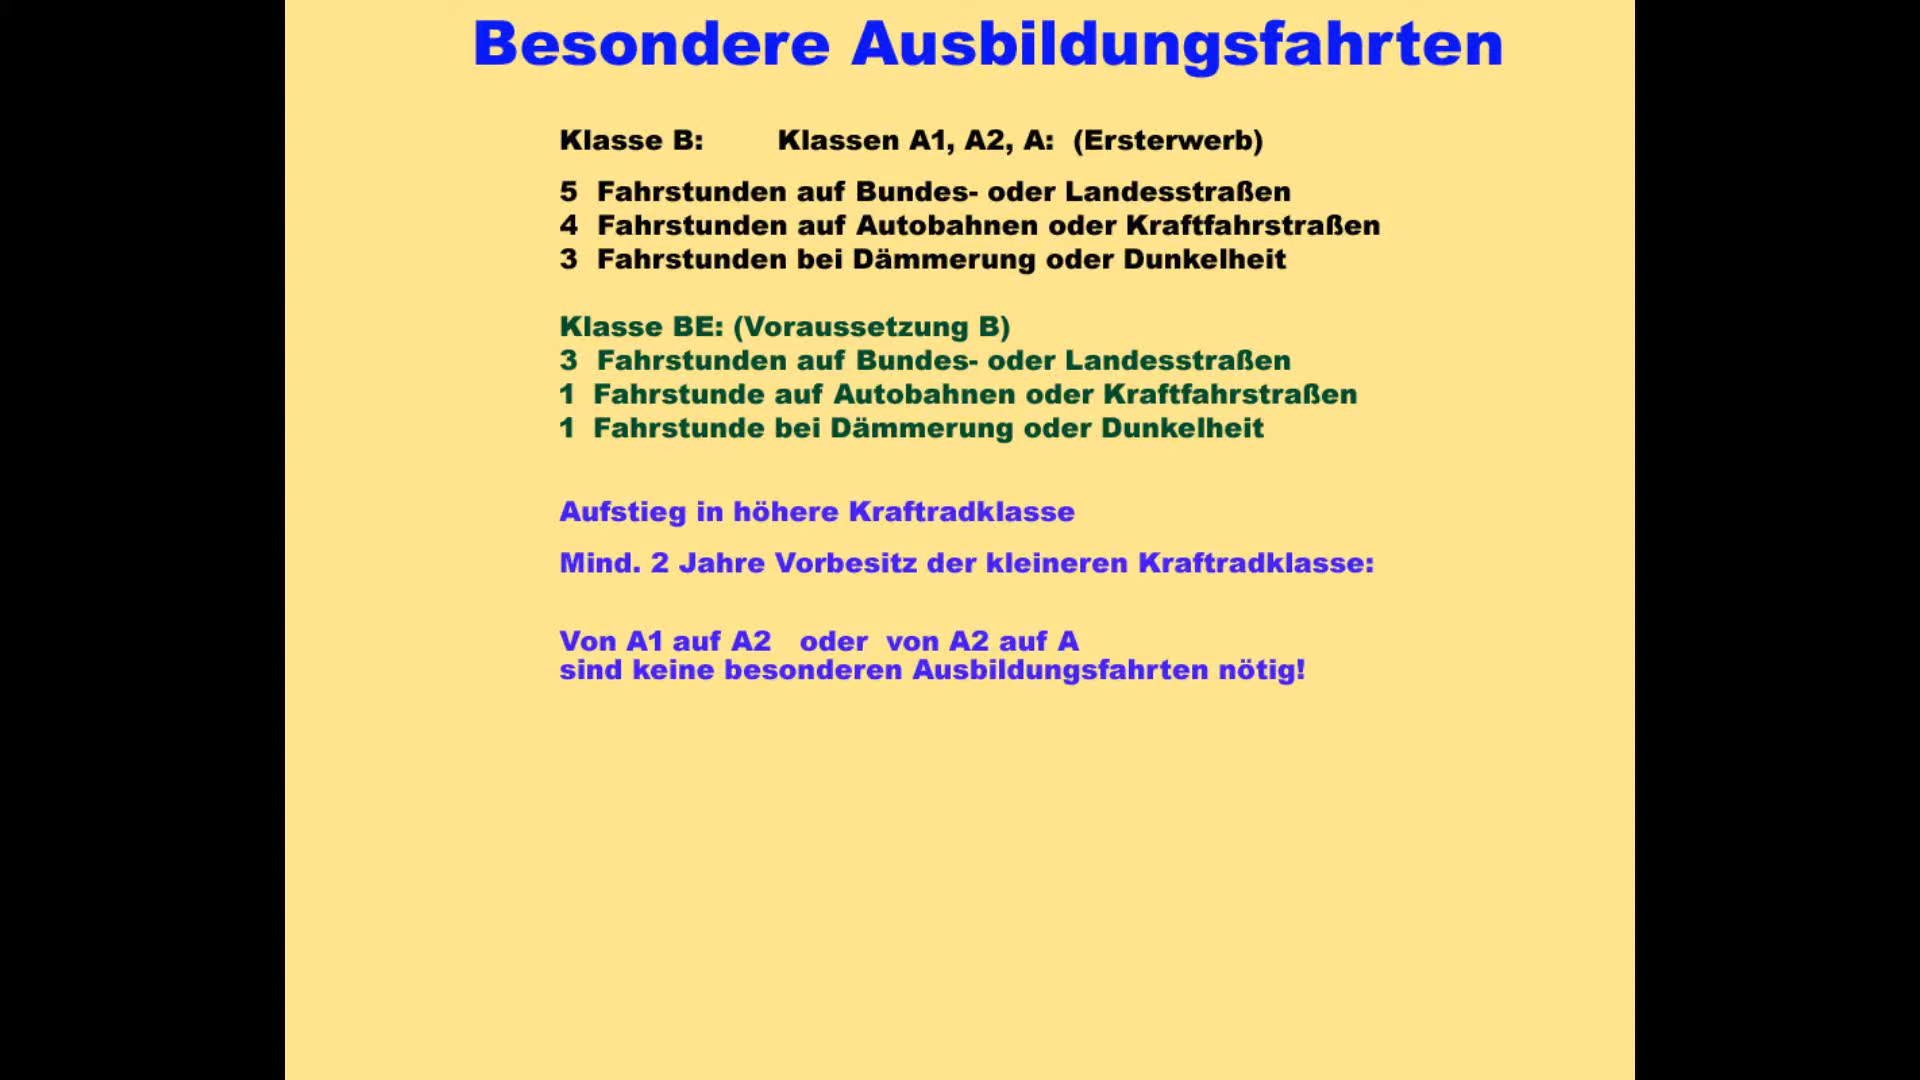 Besondere Ausbildungsfahrten
Klasse B: Klassen A1, A2, A: (Ersterwerb)
5 Fahrstunden auf Bundes- oder Landesstraßen
4 Fahrstunden auf Autobahnen oder Kraftfahrstraßen
3 Fahrstunden bei Dämmerung oder Dunkelheit
Klasse BE: (Voraussetzung B)
3 Fahrstunden auf Bundes- oder Landesstraßen
1 Fahrstunde auf Autobahnen oder Kraftfahrstraßen
1 Fahrstunde bei Dämmerung oder Dunkelheit
Aufstieg in höhere Kraftradklasse
Mind. 2 Jahre Vorbesitz der kleineren Kraftradklasse:
Von A1 auf A2 oder von A2 auf A
sind keine besonderen Ausbildungsfahrten nötig!